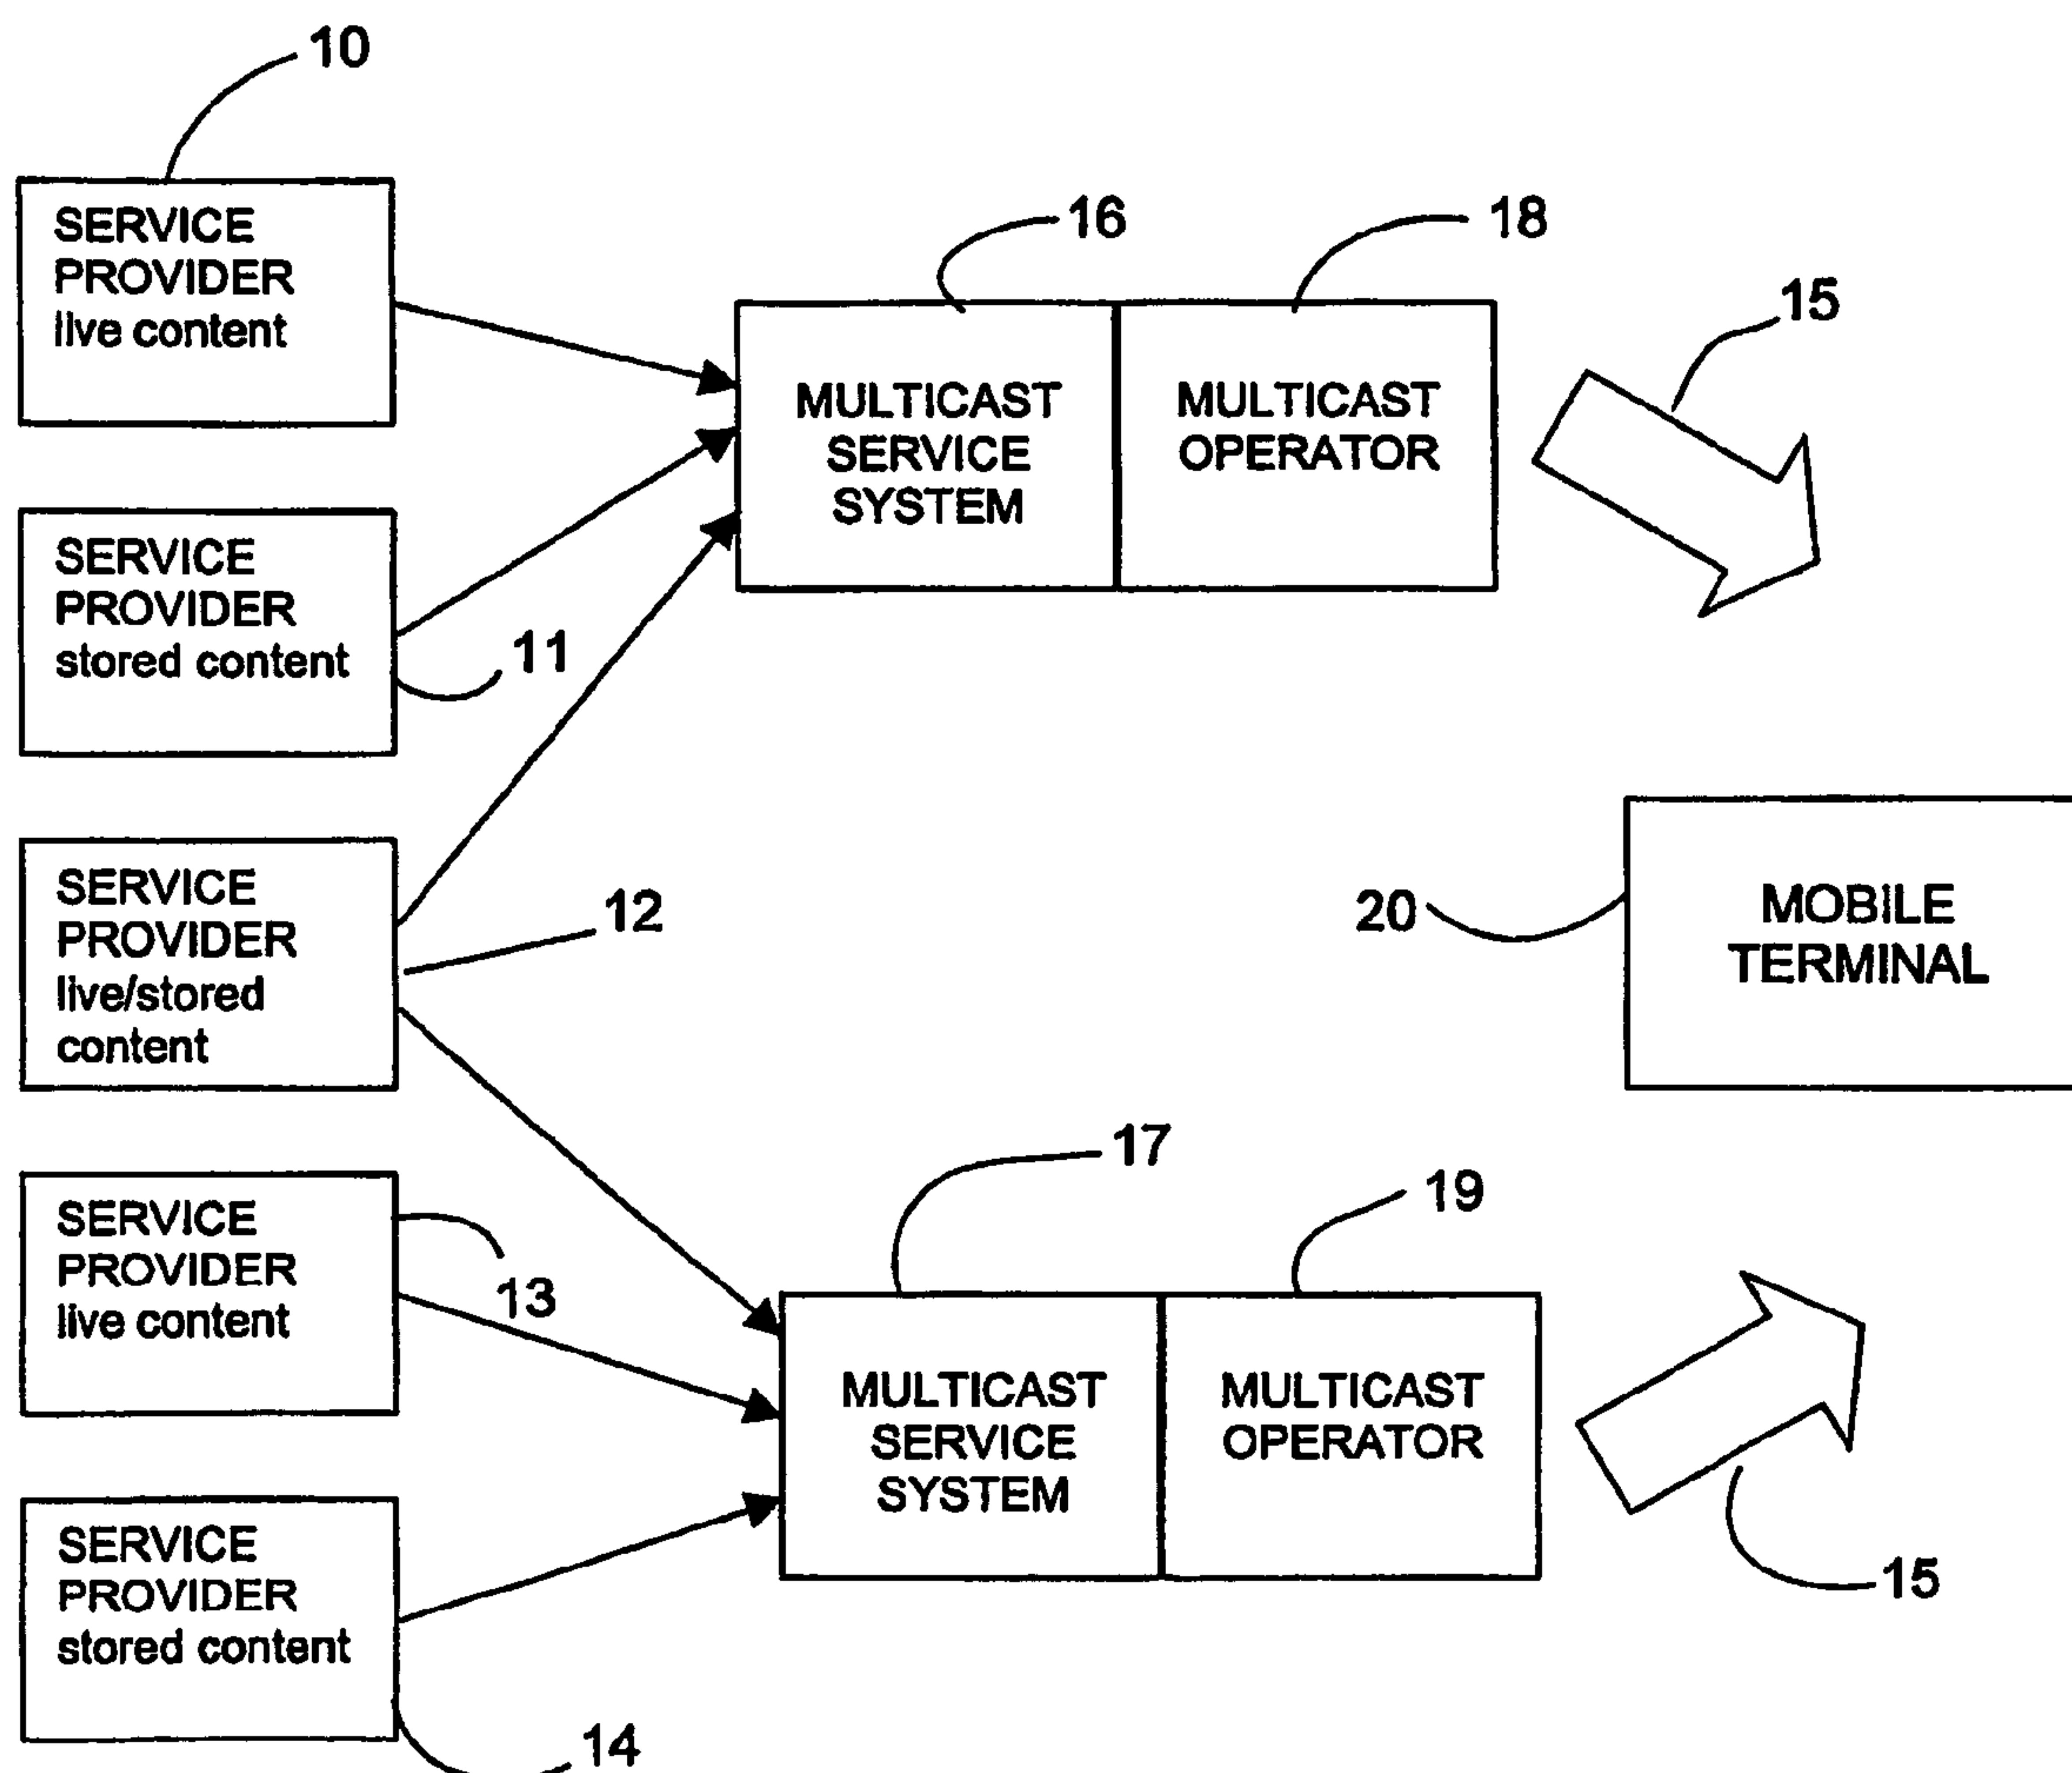 10
SERVICE
PROVIDER
live content
16
18
15
MULTICAST
SERVICE
SYSTEM
MULTICAST
OPERATOR
SERVICE
PROVIDER
stored content
11
SERVICE
PROVIDER
live/stored
content
12
20
MOBILE
TERMINAL
17
19
SERVICE
PROVIDER
live content
13
MULTICAST
SERVICE
SYSTEM
MULTICAST
OPERATOR
15
SERVICE
PROVIDER
stored content
14